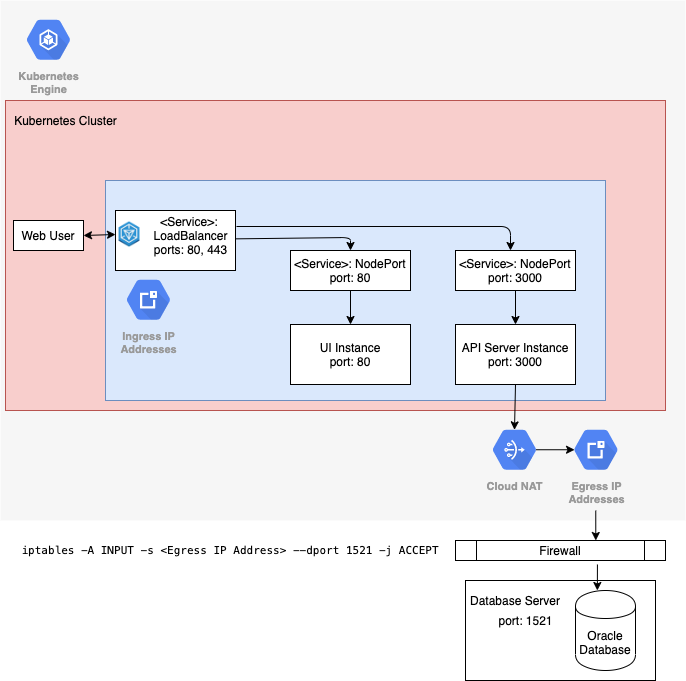 Kubernetes
Engine
Kubernetes Cluster
Web User
<Service>:
LoadBalancer
ports: 80, 443
<Service>: NodePort
port: 80
<Service>: NodePort
port: 3000
Ingress IP
Addresses
UI Instance
port: 80
API Server Instance
port: 3000
Cloud NAT
Egress IP
Addresses
iptables -A INPUT -s <Egress IP Address> --dport 1521 -j ACCEPT
Firewall
Database Server
port: 1521
Oracle
Database